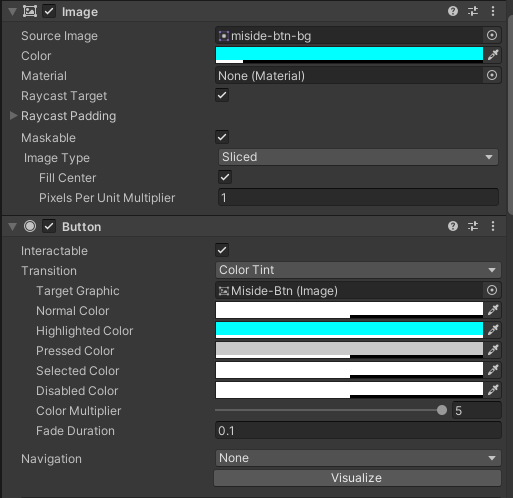 Image
Source Image miside-btn-bg
Color
Material None (Material)
Raycast Target
Raycast Padding
Maskable
Image Type Sliced
Fill Center
Pixels Per Unit Multiplier 1
Button
Interactable
Transition Color Tint
Target Graphic Miside-Btn (Image)
Normal Color
Highlighted Color
Pressed Color
Selected Color
Disabled Color
Color Multiplier 5
Fade Duration 0.1
Navigation None
Visualize